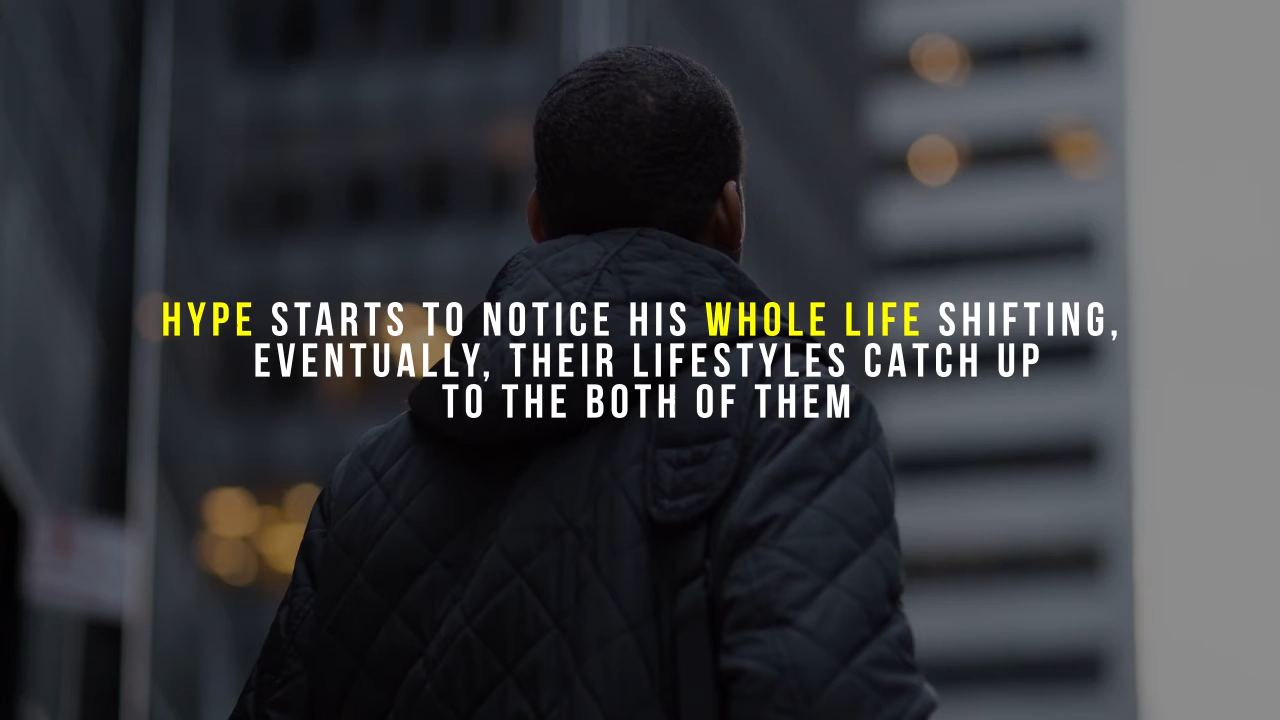 HYPE STARTS TO NOTICE HIS WHOLE LIFE SHIFTING,
EVENTUALLY, THEIR LIFESTYLES CATCH UP
TO THE BOTH OF THEM